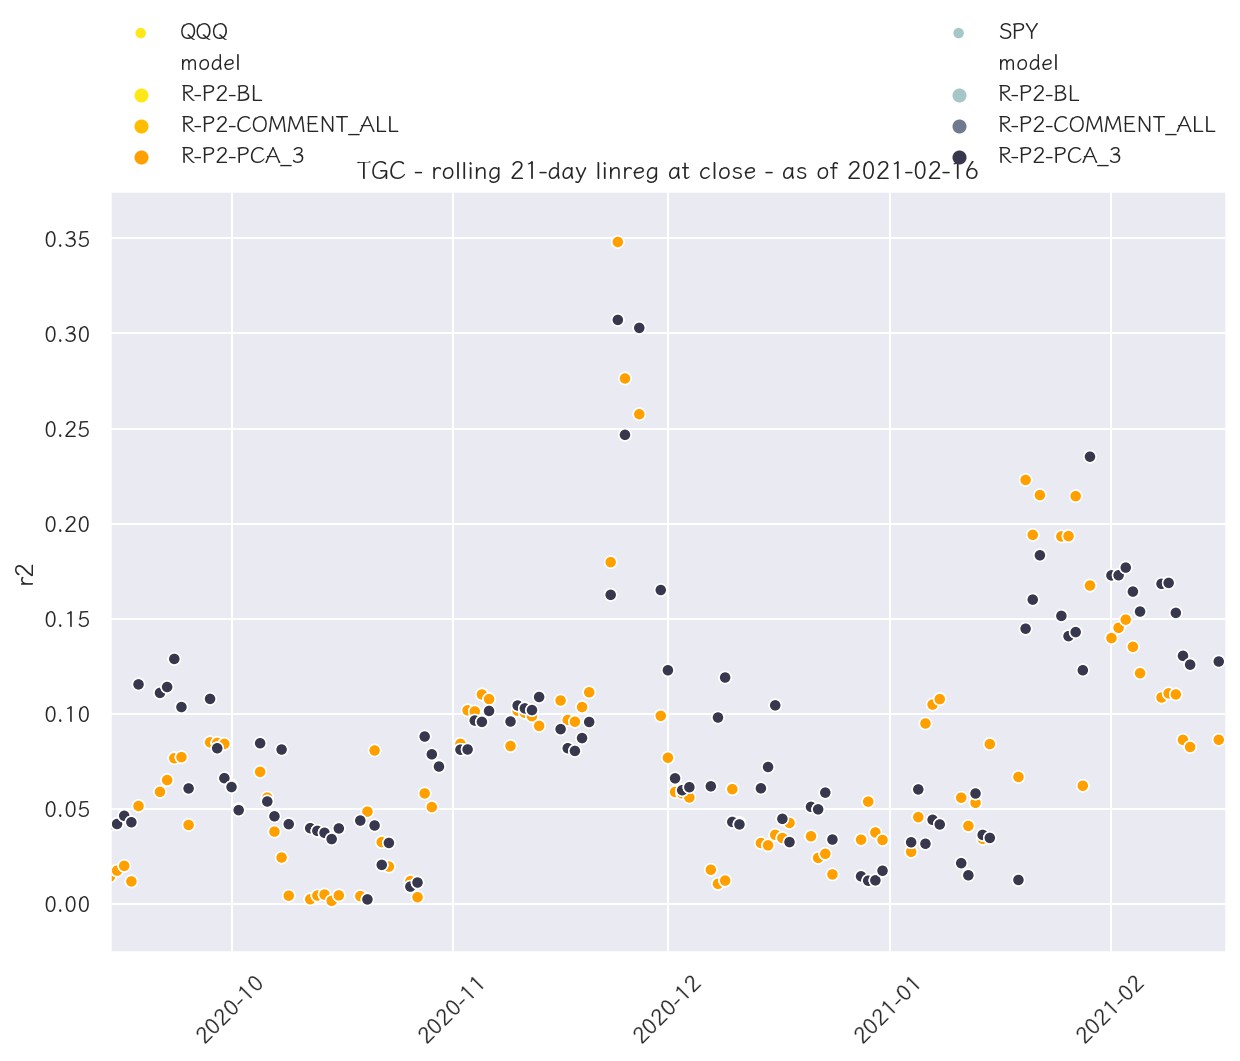 QQQ
model
R-P2-BL
R-P2-COMMENT_ALL
R-P2-PCA_3
SPY
model
R-P2-BL
R-P2-COMMENT_ALL
R-P2-PCA_3
TGC - rolling 21-day linreg at close - as of 2021-02-16
0.35
0.30
0.25
0.20
0.15
0.10
0.05
0.00
r2
2020-10
2020-11
2020-12
2021-01
2021-02